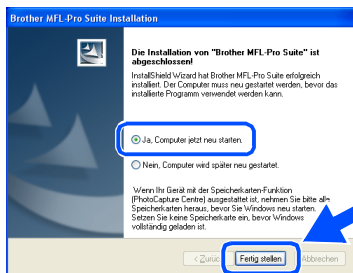 Brother MFL-Pro Suite Installation
Die Installation von "Brother MFL-Pro Suite" ist
abgeschlossen!
InstallShield Wizard hat Brother MFL-Pro Suite erfolgreich
installiert. Der Computer muss neu gestartet werden, bevor das
installierte Programm verwendet werden kann.
Ja, Computer jetzt neu starten.
Nein, Computer wird später neu gestartet.
Wenn Ihr Gerät mit der Speicherkarten-Funktion
(PhotoCapture Centre) ausgestattet ist, nehmen Sie bitte alle
Speicherkarten heraus, bevor Sie Windows neu starten.
Setzen Sie keine Speicherkarte ein, bevor Windows
vollständig geladen ist.
< Zurück Fertig stellen Abbrechen